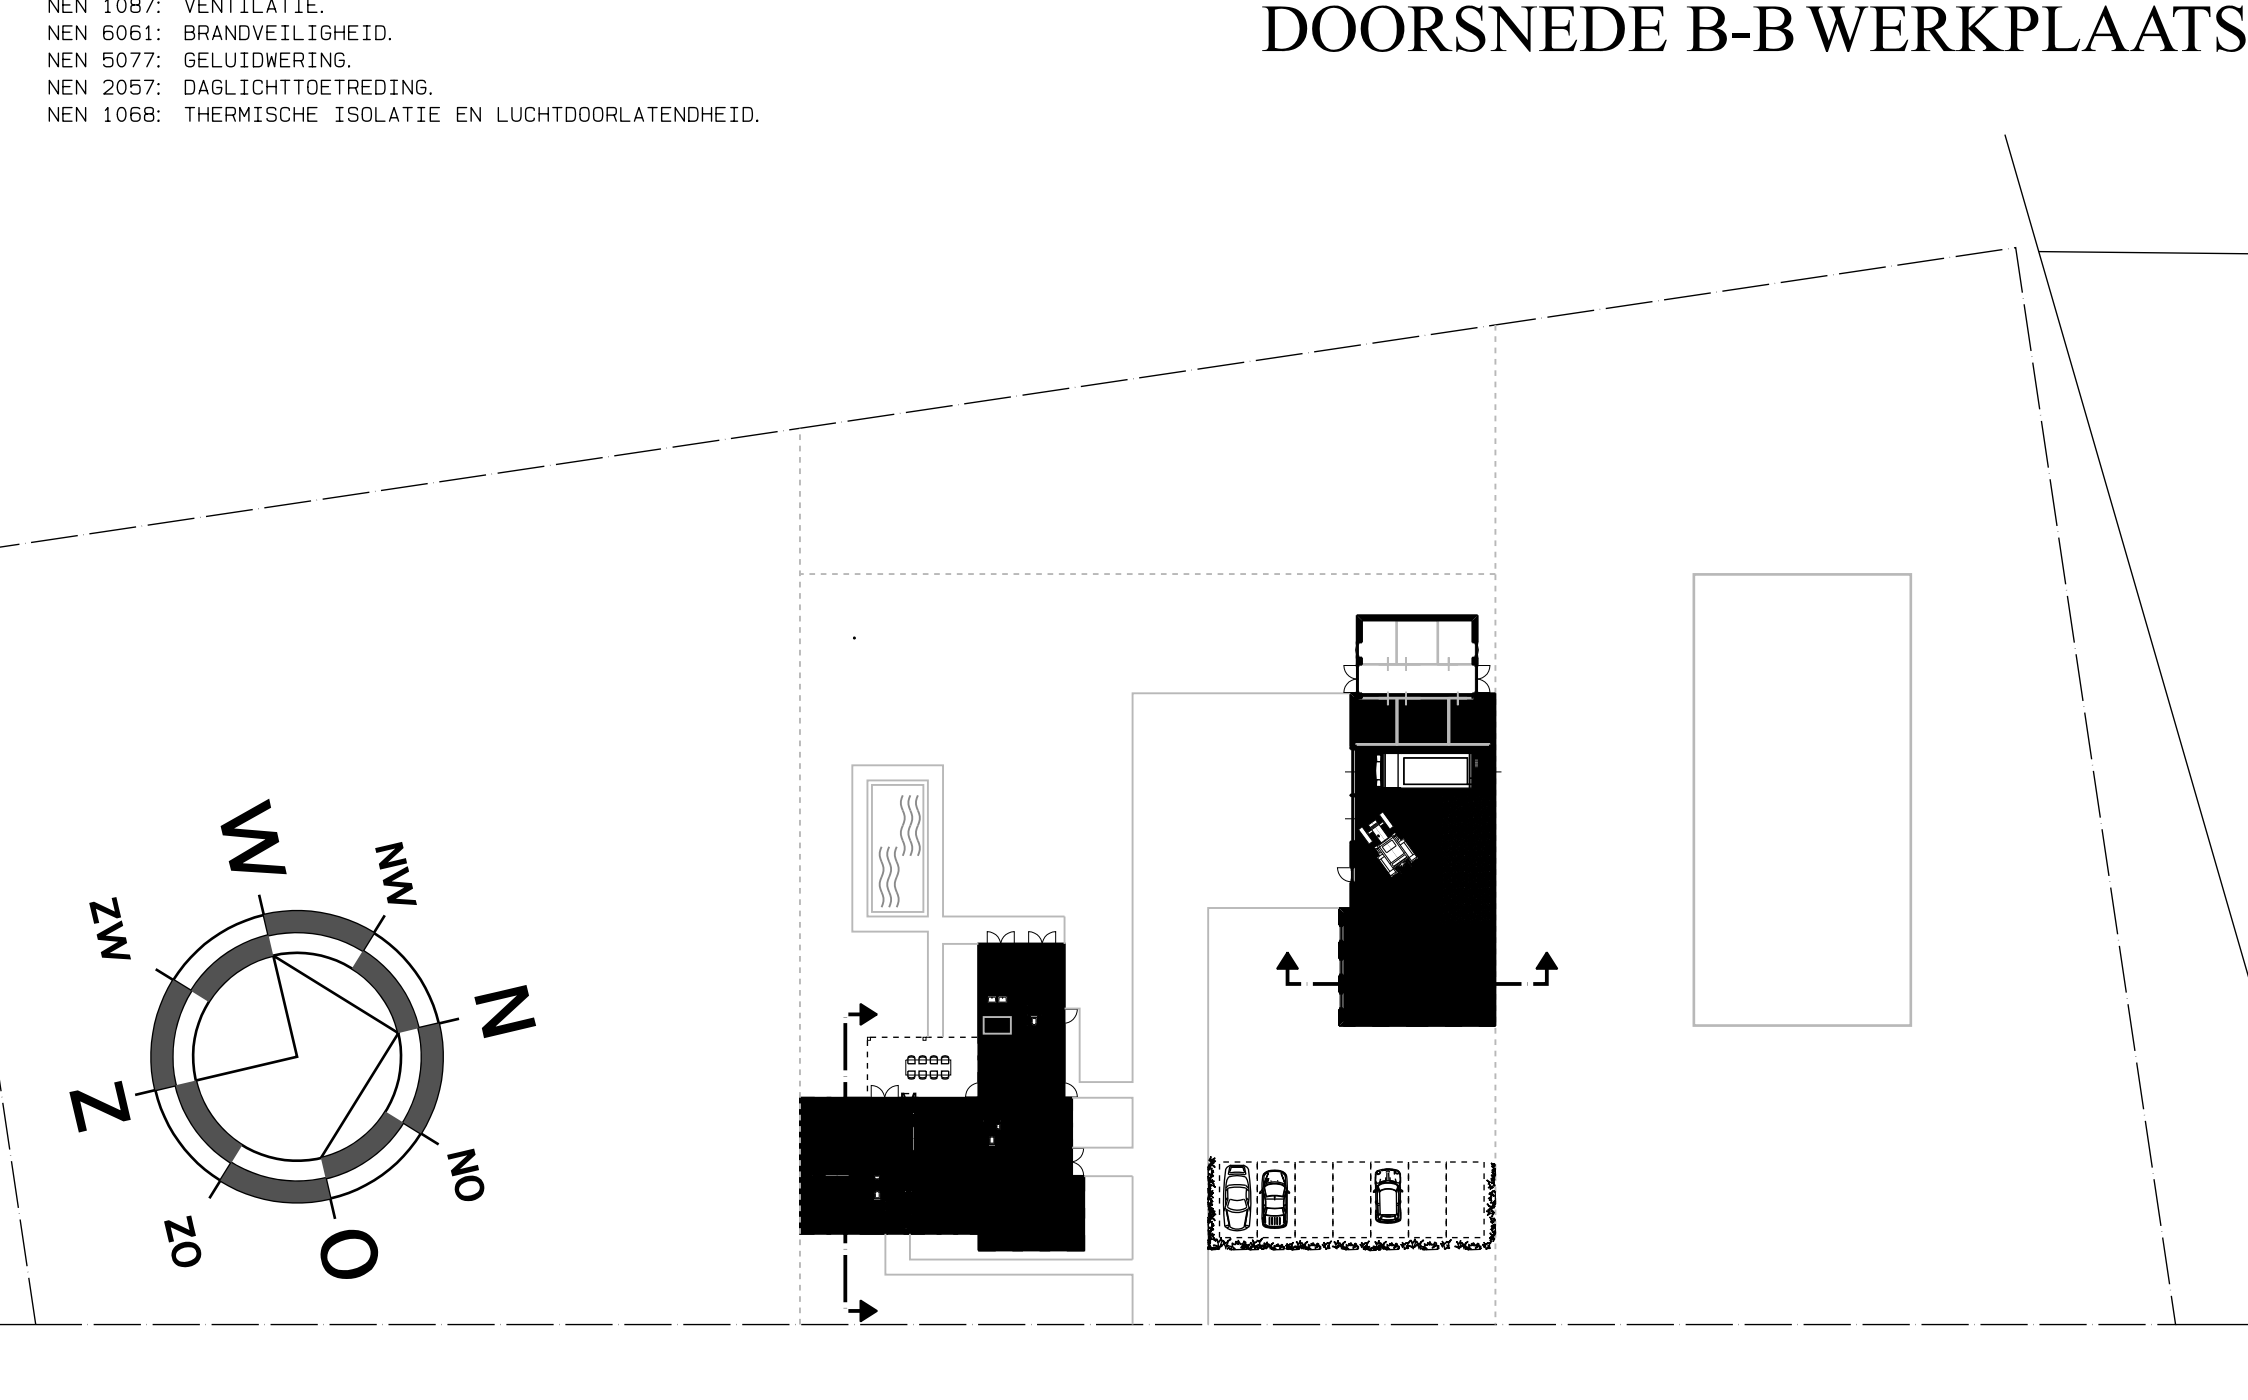 NEN 1087: VENTILATIE.
NEN 6061: BRANDVEILIGHEID.
NEN 5077: GELUIDWERING.
NEN 2057: DAGLICHTTOETREDING.
NEN 1068: THERMISCHE ISOLATIE EN LUCHTDOORLATENDHEID.
DOORSNEDE B-B WERKPLAATS
W
NW
ZW
N
Z
NO
ZO
O